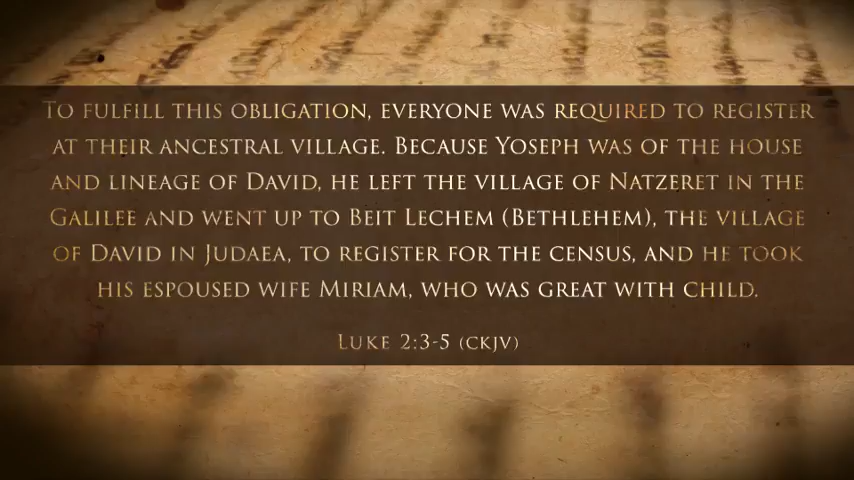 To fulfill this obligation, everyone was required to register
at their ancestral village. Because Yoseph was of the house
and lineage of David, he left the village of Natzeret in the
Galilee and went up to Beit Lechem (Bethlehem), the village
of David in Judaea, to register for the census, and he took
his espoused wife Miriam, who was great with child.
Luke 2:3-5 (CKJV)